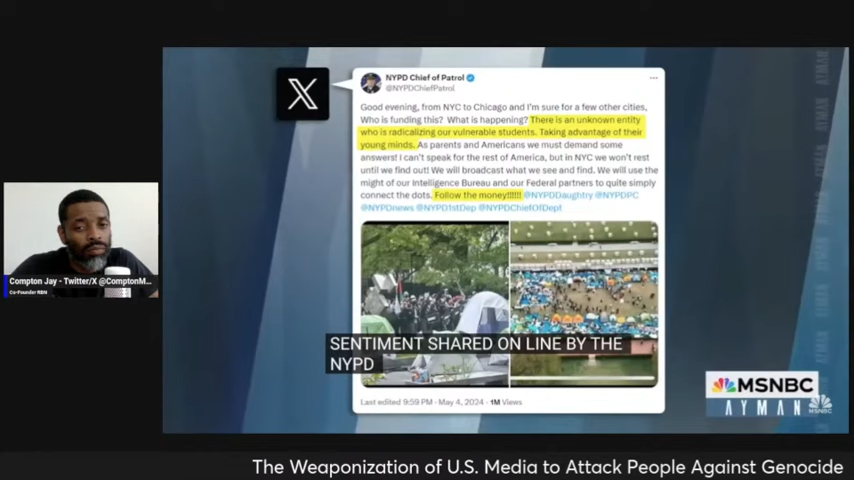 NYPD Chief of Patrol
@NYPDChiefPatrol
Good evening, from NYC to Chicago and I'm sure for a few other cities,
Who is funding this? What is happening? There is an unknown entity
who is radicalizing our vulnerable students. Taking advantage of their
young minds. As parents and Americans we must demand some
answers! I can't speak for the rest of America, but in NYC we won't rest
until we find out! We will broadcast what we see and find. We will use the
might of our Intelligence Bureau and our Federal partners to quite simply
connect the dots. Follow the money!!!!!! @NYPDDaughtry @NYPDPC
@NYPDnews @NYPD1stDep @NYPDChiefOfDept
SENTIMENT SHARED ON LINE BY THE
NYPD
Last edited 9:59 PM · May 4, 2024 · 1M Views
AYMAN
MSNBC
AYMAN
MSNBC
Compton Jay - Twitter/X @ComptonM...
Co-Founder RBN
The Weaponization of U.S. Media to Attack People Against Genocide